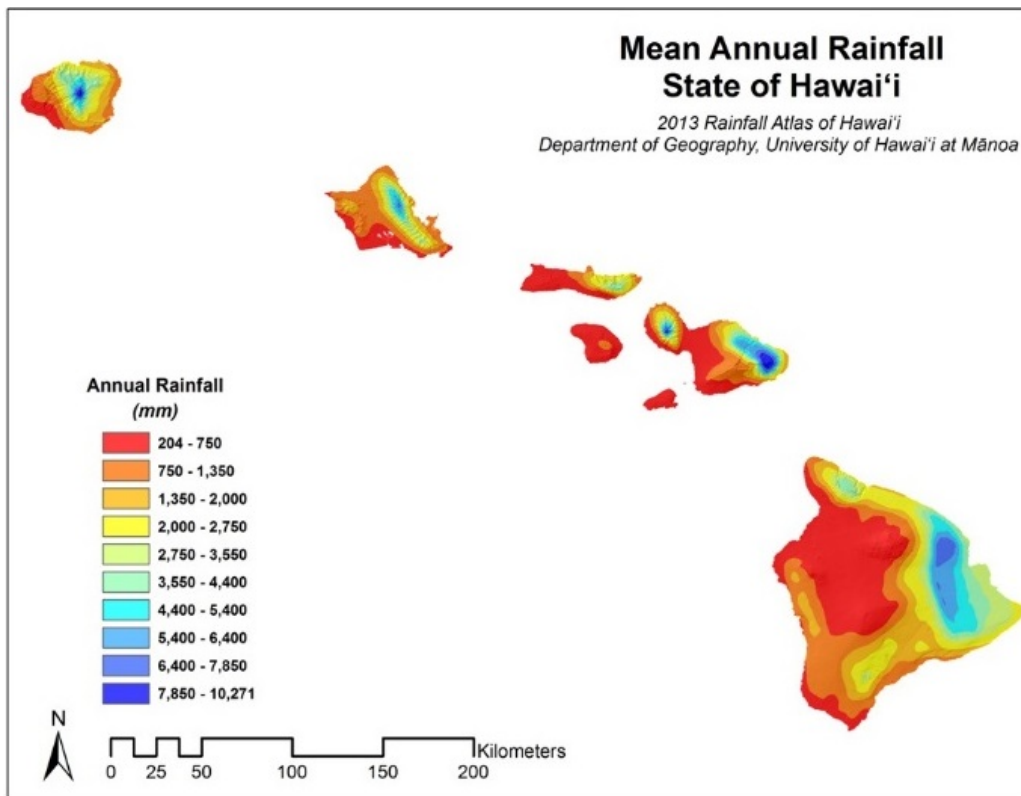 Mean Annual Rainfall
State of Hawai‘i
2013 Rainfall Atlas of Hawai‘i
Department of Geography, University of Hawai‘i at Mānoa
Annual Rainfall
(mm)
204 - 750
750 - 1,350
1,350 - 2,000
2,000 - 2,750
2,750 - 3,550
3,550 - 4,400
4,400 - 5,400
5,400 - 6,400
6,400 - 7,850
7,850 - 10,271
N
Kilometers
0 25 50 100 150 200